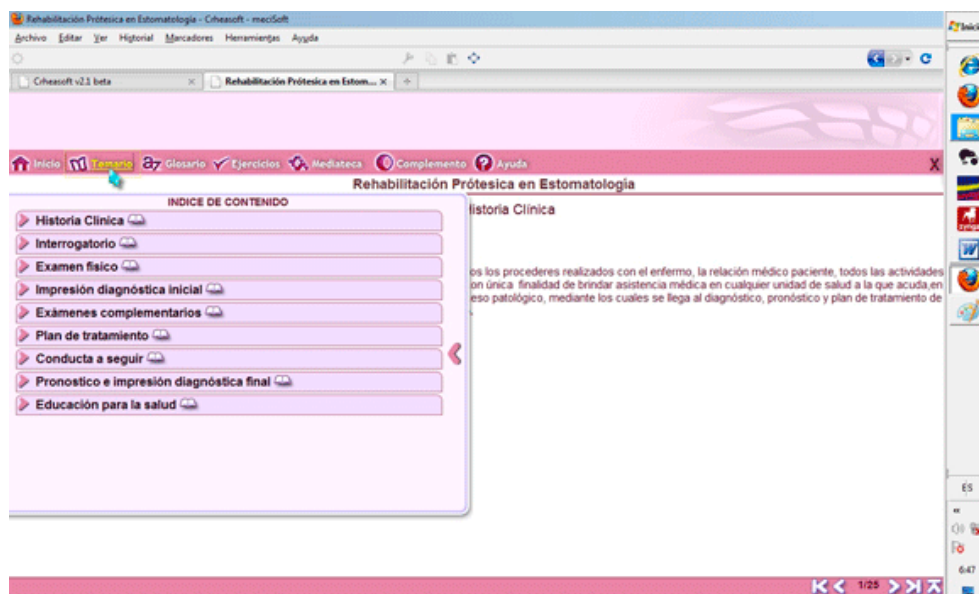 Rehabilitación Prótesica en Estomatología - Crheasoft - meciSoft
Archivo Editar Ver Historial Marcadores Herramientas Ayuda
Crheasoft v2.1 beta
Rehabilitación Prótesica en Estom...
Inicio Temario Glosario Ejercicios Mediateca Complemento Ayuda X
Rehabilitación Prótesica en Estomatología
INDICE DE CONTENIDO
Historia Clínica
Interrogatorio
Examen fisico
Impresión diagnóstica inicial
Exámenes complementarios
Plan de tratamiento
Conducta a seguir
Pronostico e impresión diagnóstica final
Educación para la salud
istoria Clínica
os los procederes realizados con el enfermo, la relación médico paciente, todos las actividades
on única finalidad de brindar asistencia médica en cualquier unidad de salud a la que acuda,en
eso patológico, mediante los cuales se llega al diagnóstico, pronóstico y plan de tratamiento de
1/25
Inici
zynga
W
ES
6:47